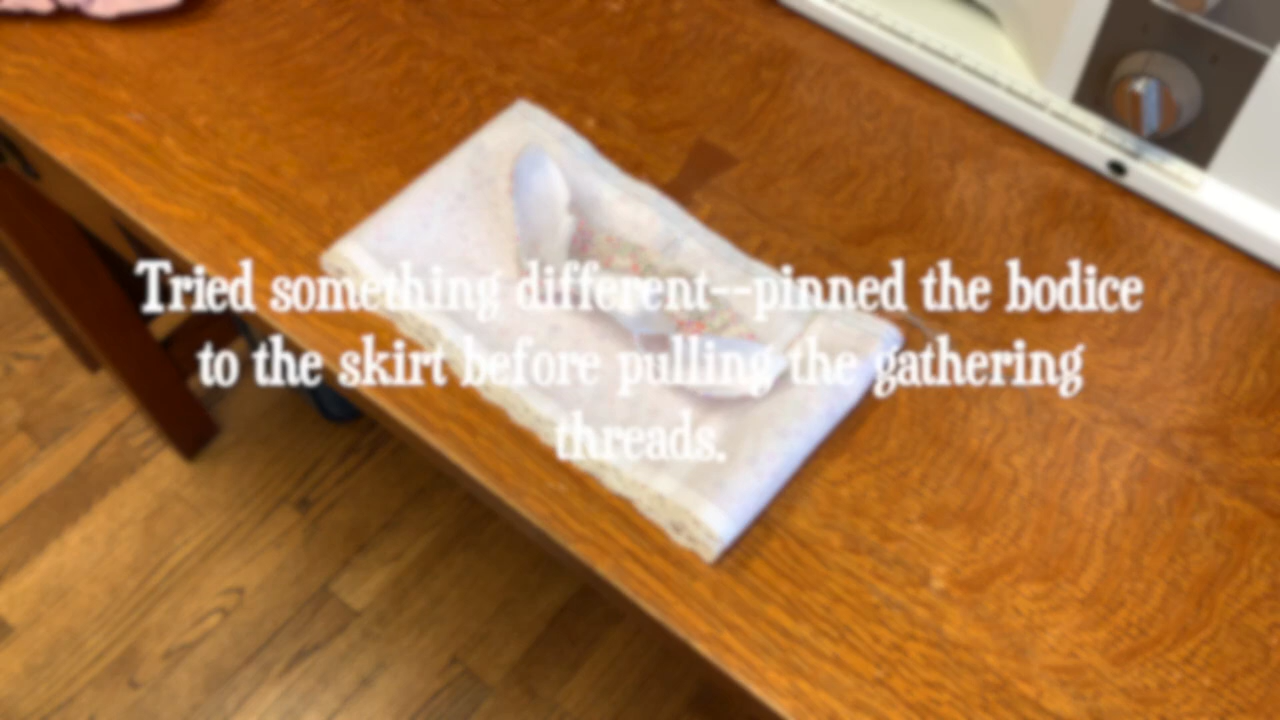 Tried something different--pinned the bodice
to the skirt before pulling the gathering
threads.